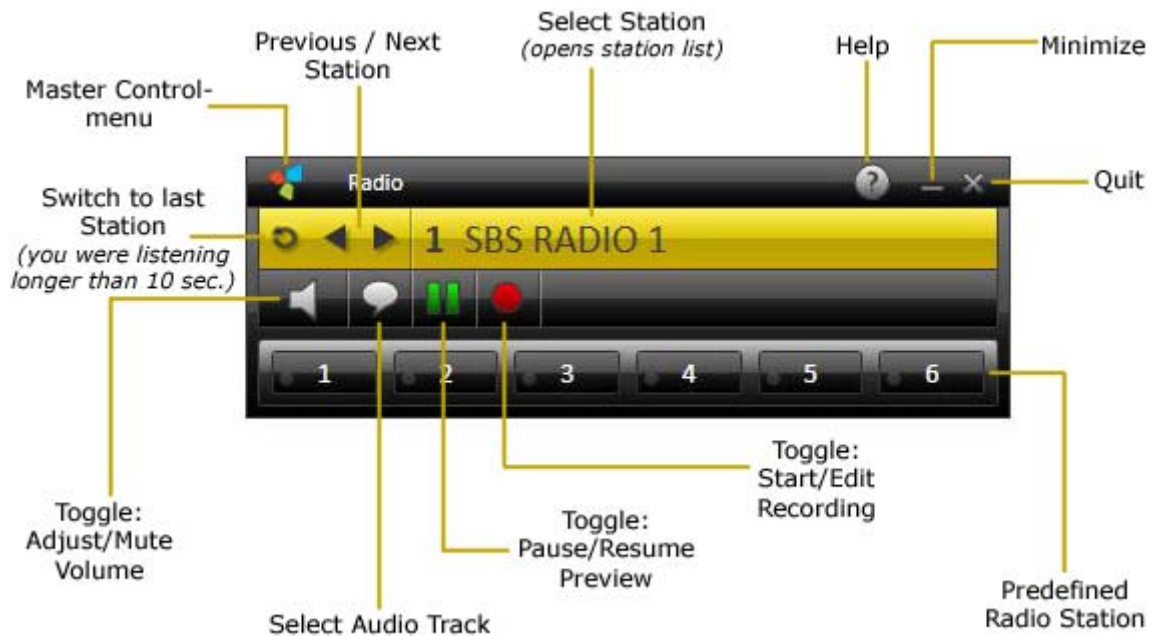 Select Station
(opens station list)
Previous / Next
Station
Help
Minimize
Master Control-
menu
Quit
Radio
?
Switch to last
Station
(you were listening
longer than 10 sec.)
1 SBS RADIO 1
1 2 3 4 5 6
Toggle:
Adjust/Mute
Volume
Select Audio Track
Toggle:
Pause/Resume
Preview
Toggle:
Start/Edit
Recording
Predefined
Radio Station